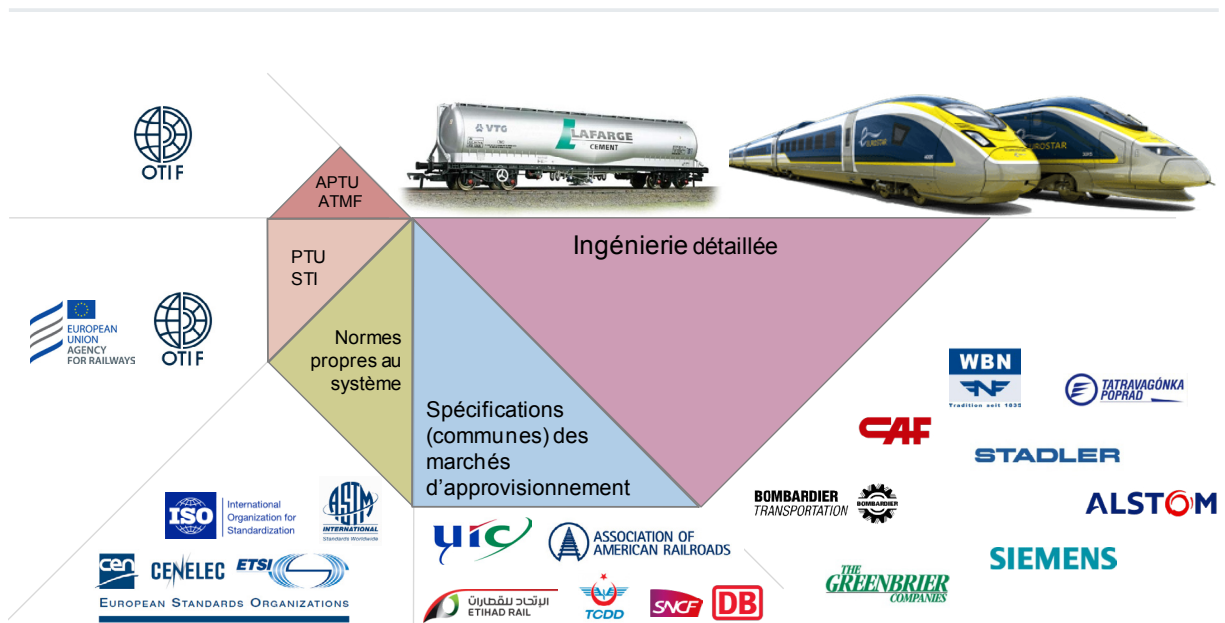 OTIF
APTU
ATMF
VTG
LAFARGE
CEMENT
EUROSTAR
PTU
STI
Ingénierie détaillée
EUROPEAN
UNION
AGENCY
FOR RAILWAYS
OTIF
Normes
propres au
système
Spécifications
(communes) des
marchés
d’approvisionnement
WBN
Tradition seit 1935
TATRAVAGÓNKA
POPRAD
CAF
STADLER
BOMBARDIER
TRANSPORTATION
BOMBARDIER
ALSTOM
SIEMENS
THE
GREENBRIER
COMPANIES
ISO
International
Organization for
Standardization
ASTM
INTERNATIONAL
Standards Worldwide
cen
CENELEC
ETSI
EUROPEAN STANDARDS ORGANIZATIONS
uic
ASSOCIATION OF
AMERICAN RAILROADS
الإتحاد للقطارات
ETIHAD RAIL
TCDD
SNCF
DB